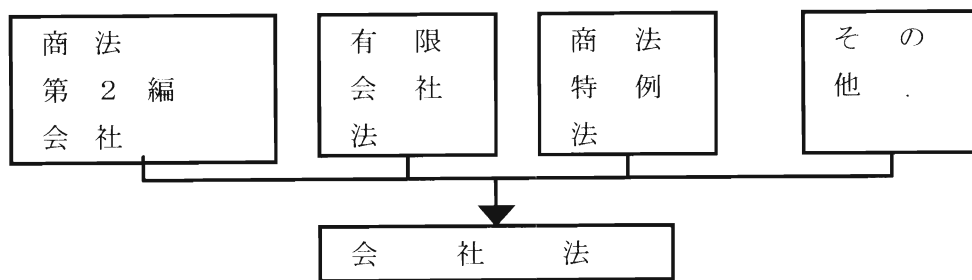 商 法
第 2 編
会 社
有 限
会 社
法
商 法
特 例
法
そ の
他 .
会 社 法